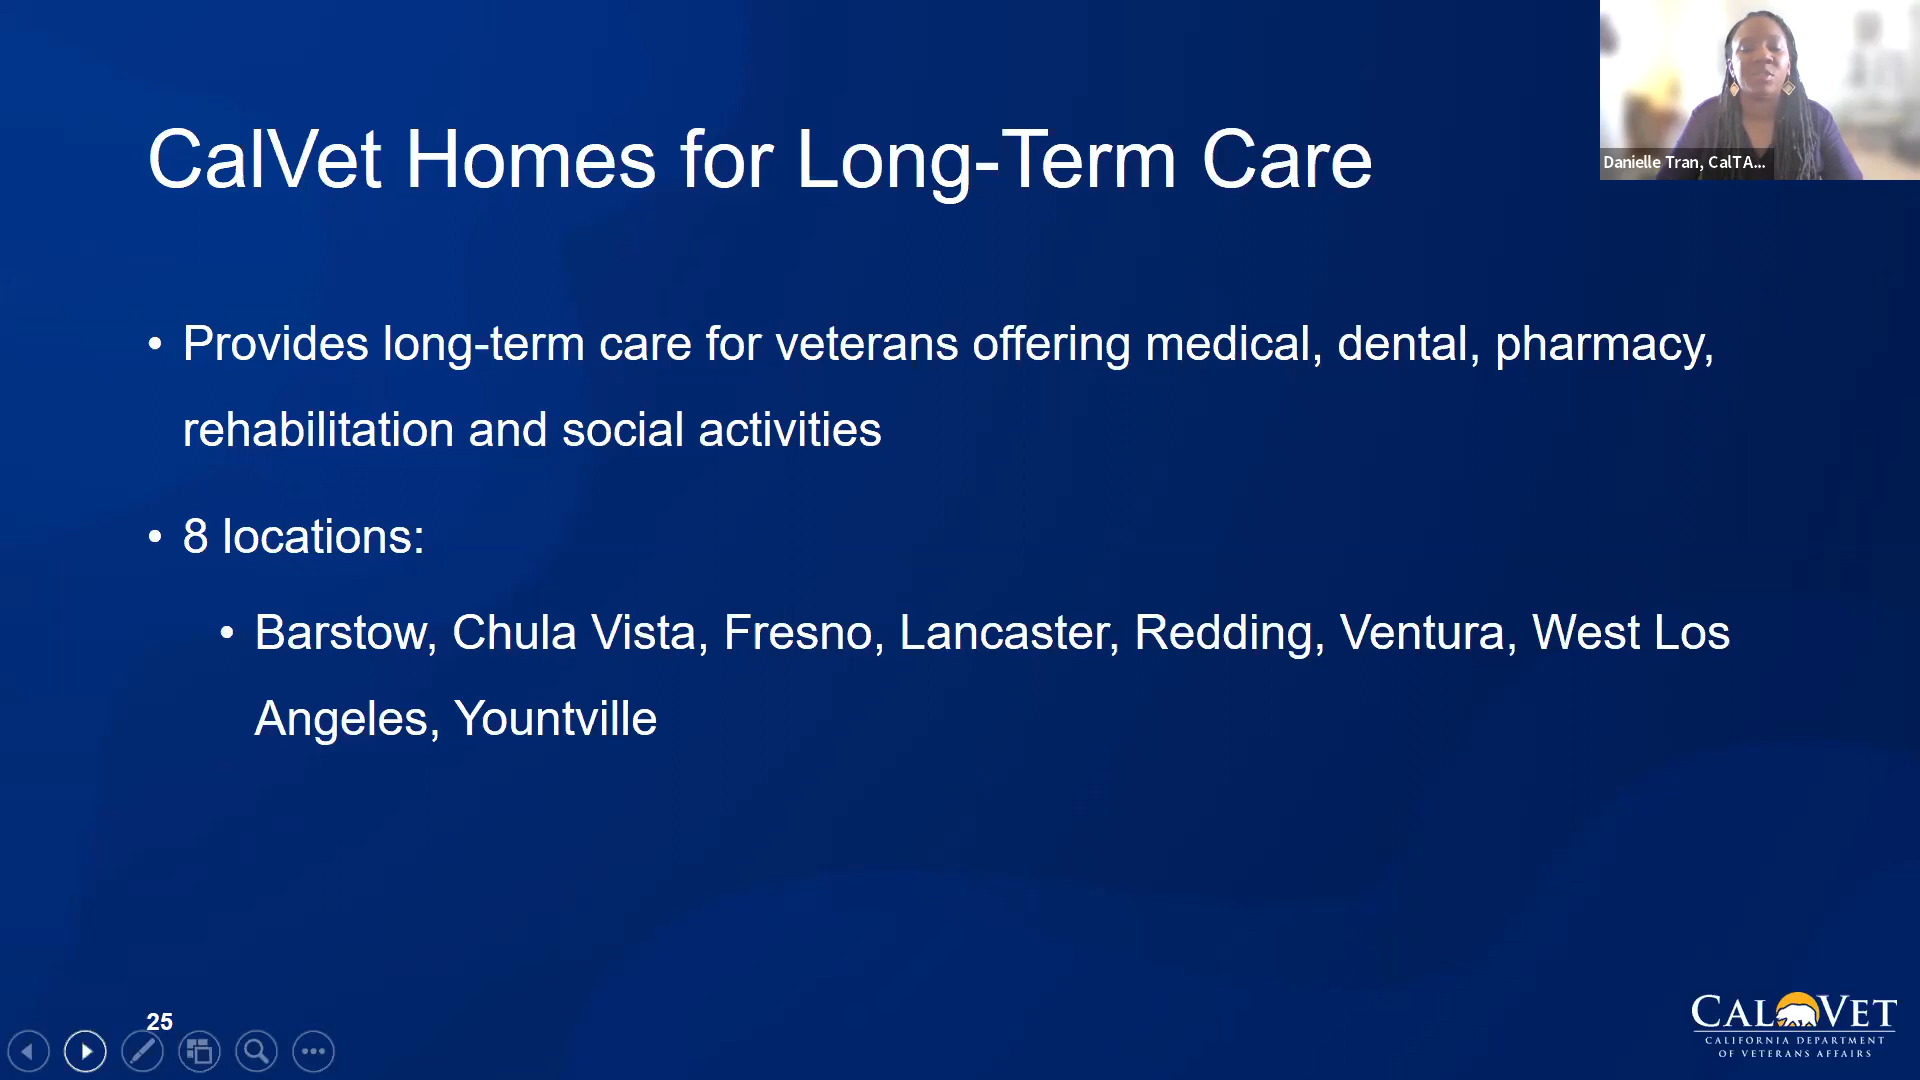 CalVet Homes for Long-Term Care
Danielle Tran, CalTA...
• Provides long-term care for veterans offering medical, dental, pharmacy,
rehabilitation and social activities
• 8 locations:
• Barstow, Chula Vista, Fresno, Lancaster, Redding, Ventura, West Los
Angeles, Yountville
25
CALVET
CALIFORNIA DEPARTMENT
OF VETERANS AFFAIRS